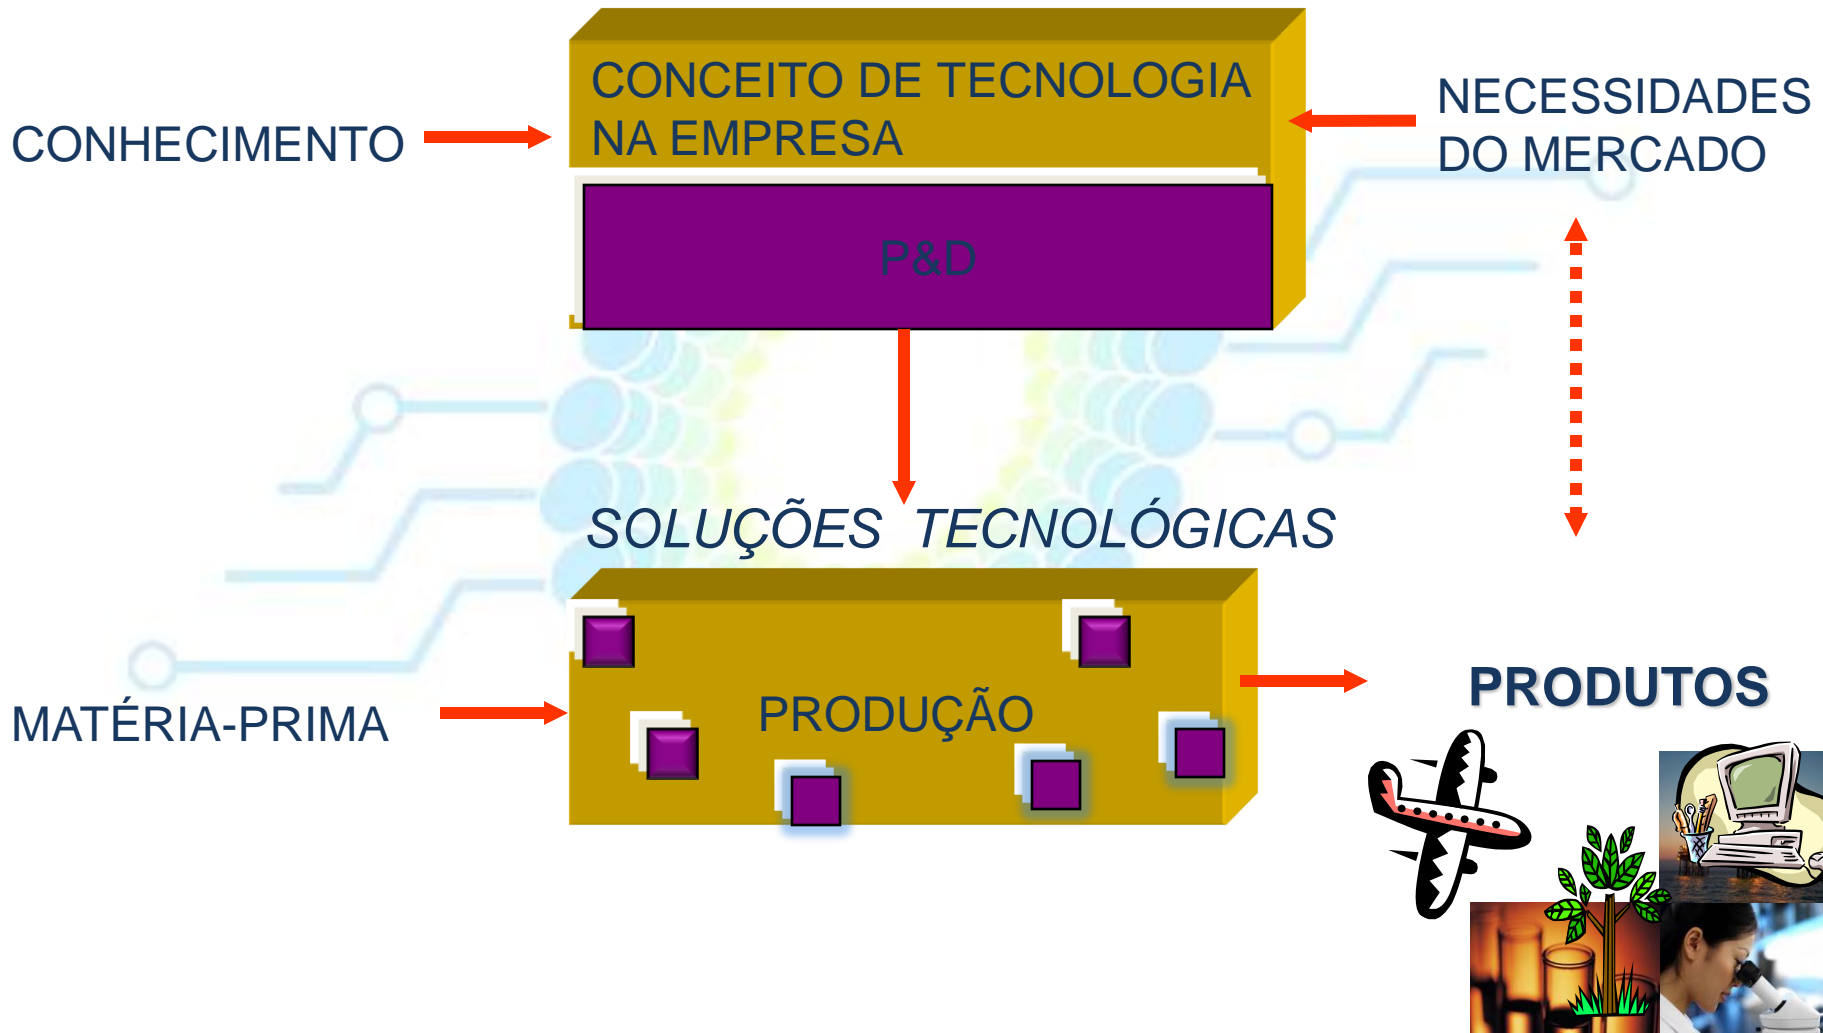 CONCEITO DE TECNOLOGIA
NA EMPRESA
CONHECIMENTO
NECESSIDADES
DO MERCADO
P&D
SOLUÇÕES TECNOLÓGICAS
MATÉRIA-PRIMA
PRODUÇÃO
PRODUTOS